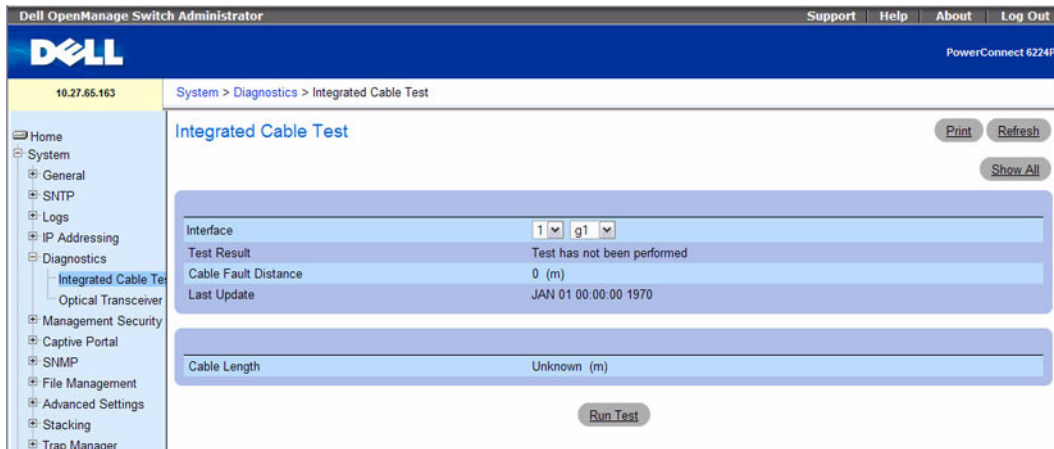 Dell OpenManage Switch Administrator
Support Help About Log Out
DELL
PowerConnect 6224P
10.27.65.163
System > Diagnostics > Integrated Cable Test
Home
System
General
SNTP
Logs
IP Addressing
Diagnostics
Integrated Cable Tes
Optical Transceiver
Management Security
Captive Portal
SNMP
File Management
Advanced Settings
Stacking
Trap Manager
Integrated Cable Test
Print Refresh
Show All
Interface 1 g1
Test Result Test has not been performed
Cable Fault Distance 0 (m)
Last Update JAN 01 00:00:00 1970
Cable Length Unknown (m)
Run Test